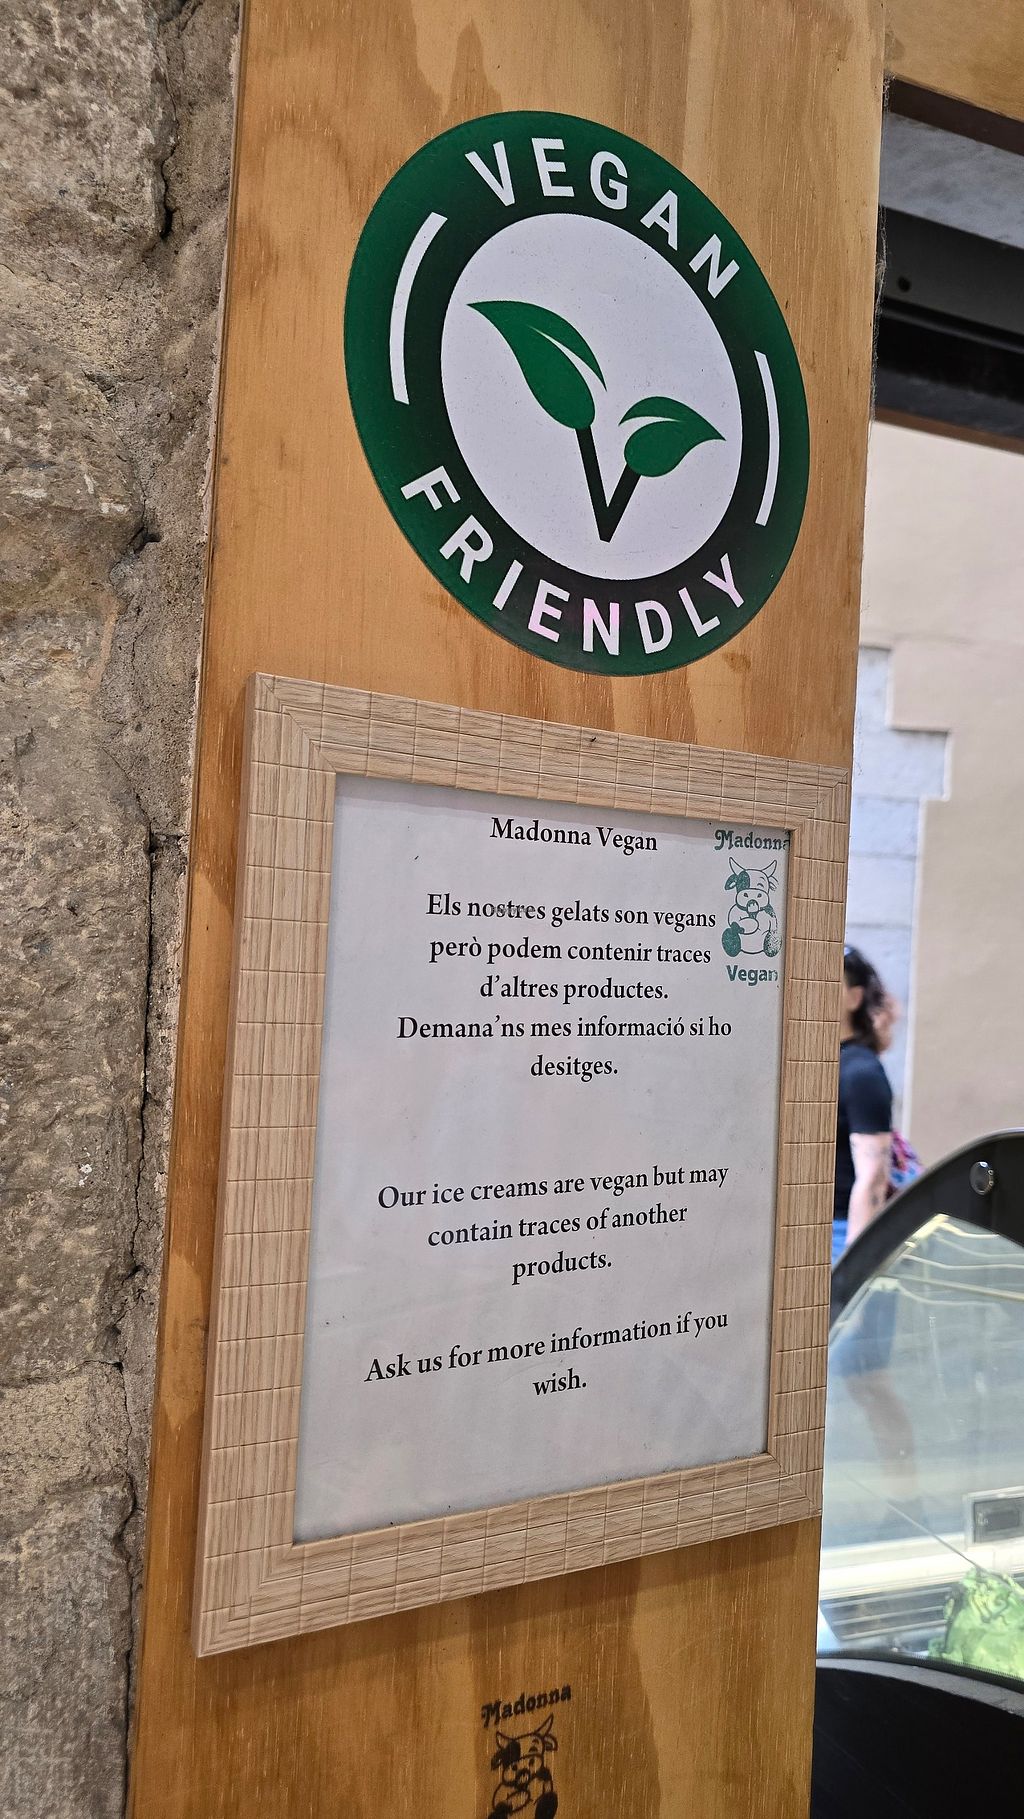 VEGAN
FRIENDLY
Madonna Vegan
Madonna
Vegan
Els nostres gelats son vegans
però podem contenir traces
d'altres productes.
Demana'ns mes informació si ho
desitges.
Our ice creams are vegan but may
contain traces of another
products.
Ask us for more information if you
wish.
Madonna